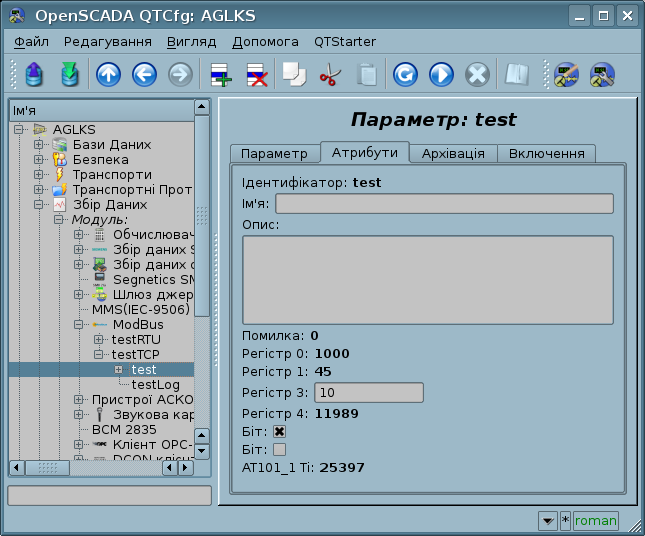 OpenSCADA QTCfg: AGLKS
Файл Редагування Вигляд Допомога QTStarter
Ім'я
AGLKS
Бази Даних
Безпека
Транспорти
Транспортні Прот
Збір Даних
Модуль:
Обчислювач
Збір даних S
Збір даних с
Segnetics SM
Шлюз джер
MMS(IEC-9506)
ModBus
testRTU
testTCP
test
testLog
Пристрої АСКО
Звукова кар
BCM 2835
Клієнт OPC-
DCON клієнт
Параметр: test
Параметр Атрибути Архівація Включення
Ідентифікатор: test
Ім'я:
Опис:
Помилка: 0
Регістр 0: 1000
Регістр 1: 45
Регістр 3: 10
Регістр 4: 11989
Біт:
Біт:
AT101_1 Ti: 25397
* roman